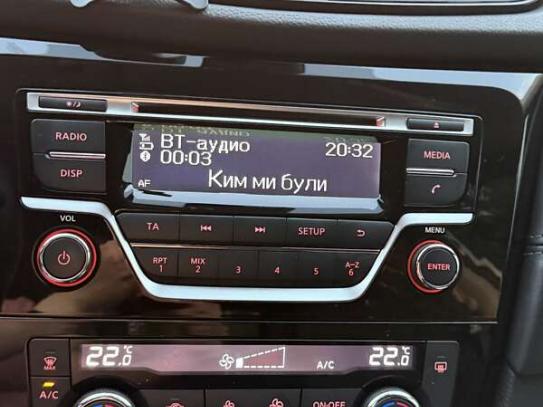 RADIO
ВТ-аудио 20:32
MEDIA
00:03
DISP
AF Ким ми були
VOL
TA SETUP
MENU
RPT 1 MIX 2 3 4 5 A-Z 6
ENTER
22.0°C A/C 22.0°C
MAX
A/C ON·OFF